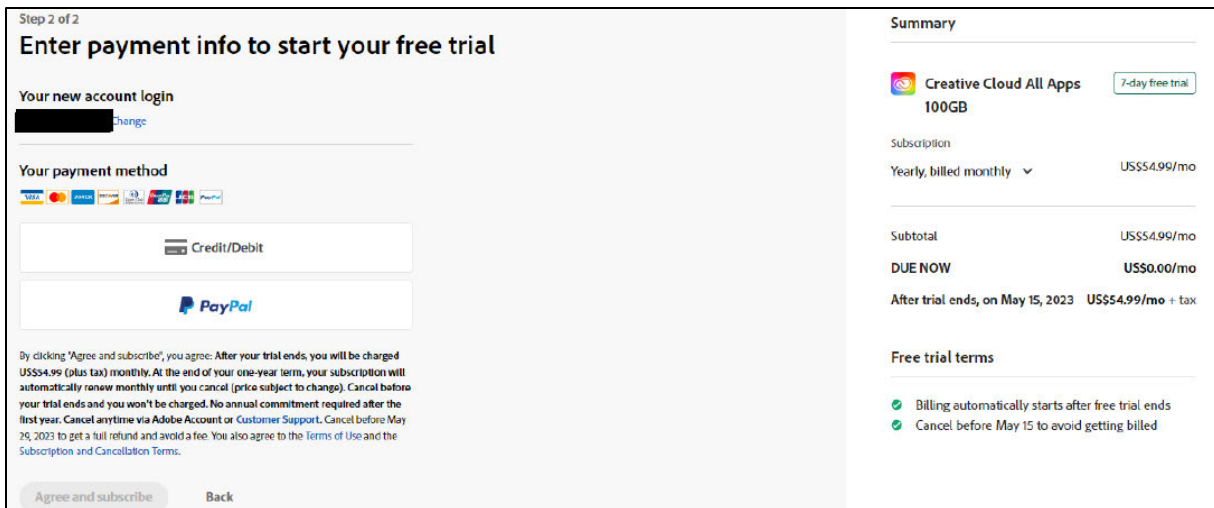 Step 2 of 2
Enter payment info to start your free trial
Your new account login
Change
Your payment method
VISA
DISCOVER
JCB
PayPal
Credit/Debit
PayPal
By clicking "Agree and subscribe", you agree: After your trial ends, you will be charged
US$54.99 (plus tax) monthly. At the end of your one-year term, your subscription will
automatically renew monthly until you cancel (price subject to change). Cancel before
your trial ends and you won't be charged. No annual commitment required after the
first year. Cancel anytime via Adobe Account or Customer Support. Cancel before May
29, 2023 to get a full refund and avoid a fee. You also agree to the Terms of Use and the
Subscription and Cancellation Terms.
Agree and subscribe
Back
Summary
Creative Cloud All Apps
100GB
7-day free trial
Subscription
Yearly, billed monthly
US$54.99/mo
Subtotal
US$54.99/mo
DUE NOW
US$0.00/mo
After trial ends, on May 15, 2023
US$54.99/mo + tax
Free trial terms
Billing automatically starts after free trial ends
Cancel before May 15 to avoid getting billed